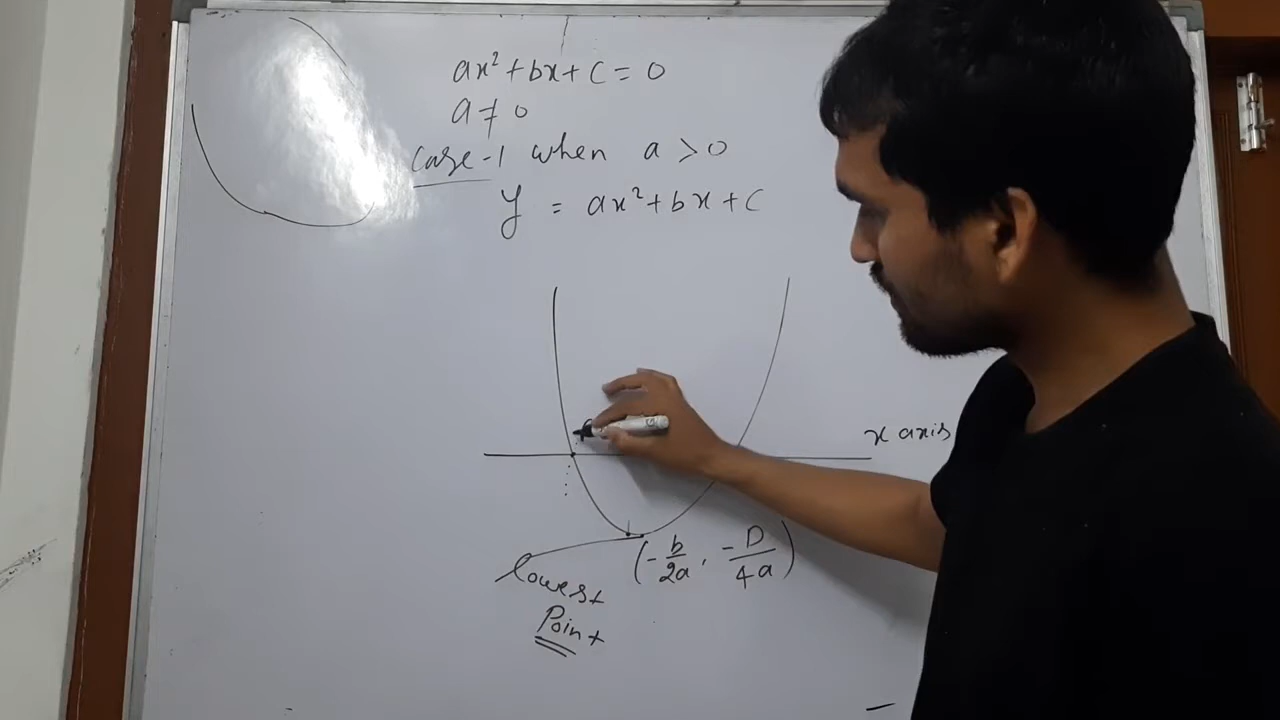 ax² + bx + c = 0
a ≠ 0
Case-1 when a > 0
y = ax² + bx + c
x axis
(-b/2a, -D/4a)
lowest
Point